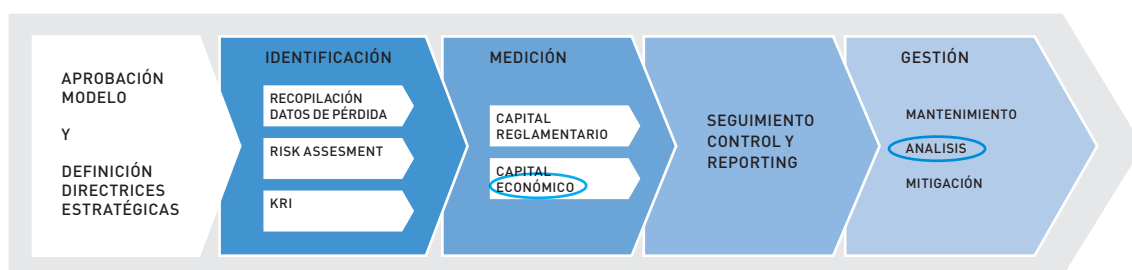 APROBACIÓN
MODELO
Y
DEFINICIÓN
DIRECTRICES
ESTRATÉGICAS
IDENTIFICACIÓN
RECOPILACIÓN
DATOS DE PÉRDIDA
RISK ASSESMENT
KRI
MEDICIÓN
CAPITAL
REGLAMENTARIO
CAPITAL
ECONÓMICO
SEGUIMIENTO
CONTROL Y
REPORTING
GESTIÓN
MANTENIMIENTO
ANALISIS
MITIGACIÓN